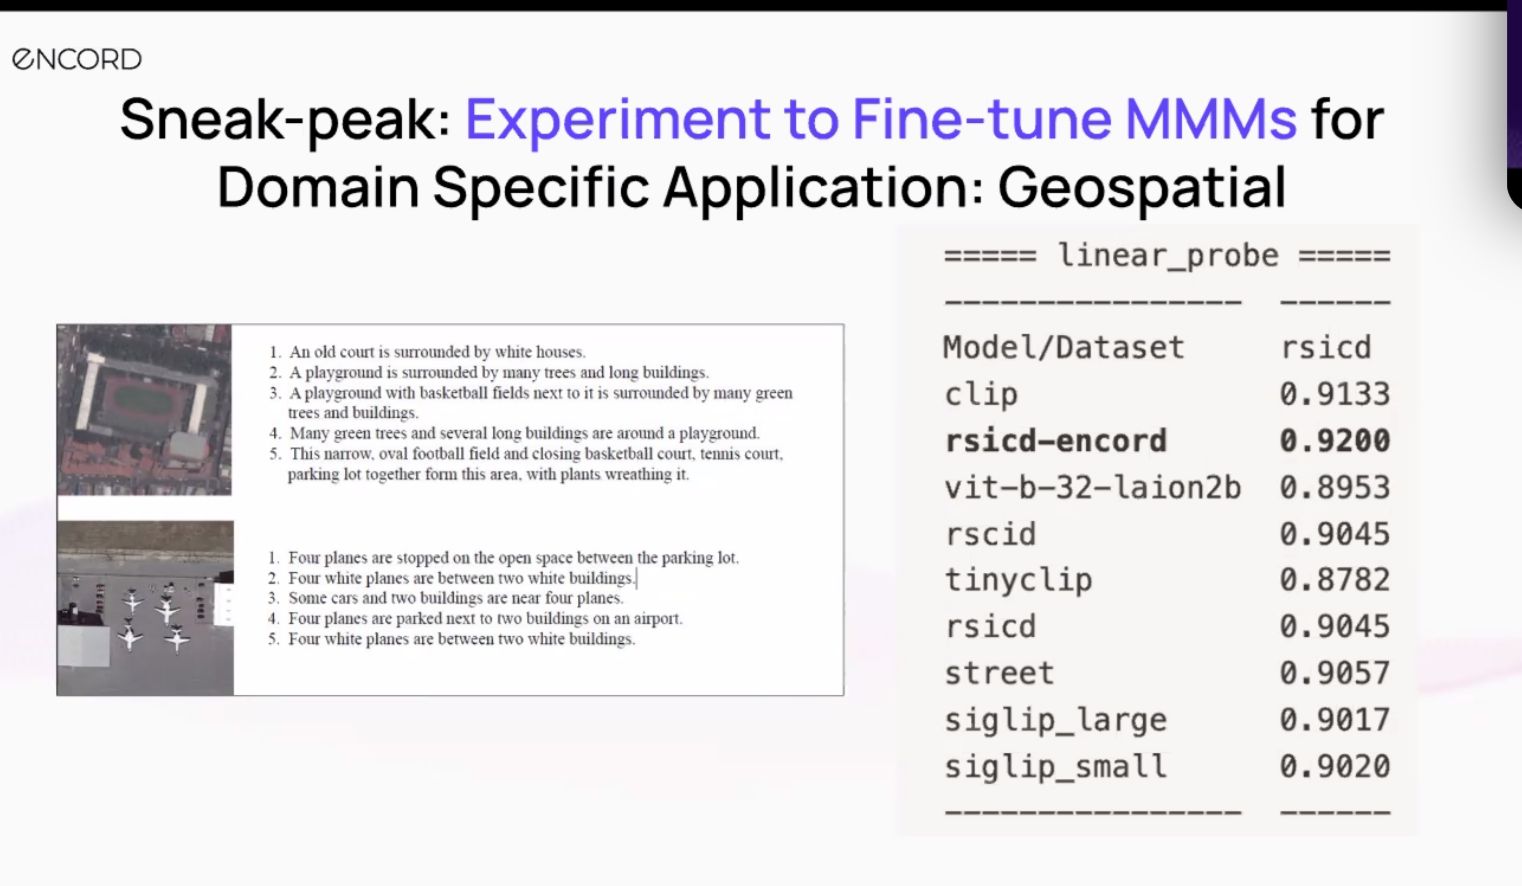 ENCORD
Sneak-peak: Experiment to Fine-tune MMMs for
Domain Specific Application: Geospatial
1. An old court is surrounded by white houses.
2. A playground is surrounded by many trees and long buildings.
3. A playground with basketball fields next to it is surrounded by many green
trees and buildings.
4. Many green trees and several long buildings are around a playground.
5. This narrow, oval football field and closing basketball court, tennis court,
parking lot together form this area, with plants wreathing it.
1. Four planes are stopped on the open space between the parking lot.
2. Four white planes are between two white buildings.
3. Some cars and two buildings are near four planes.
4. Four planes are parked next to two buildings on an airport.
5. Four white planes are between two white buildings.
===== linear_probe =====
---------------- ------
Model/Dataset rsicd
clip 0.9133
rsicd-encord 0.9200
vit-b-32-laion2b 0.8953
rscid 0.9045
tinyclip 0.8782
rsicd 0.9045
street 0.9057
siglip_large 0.9017
siglip_small 0.9020
---------------- ------